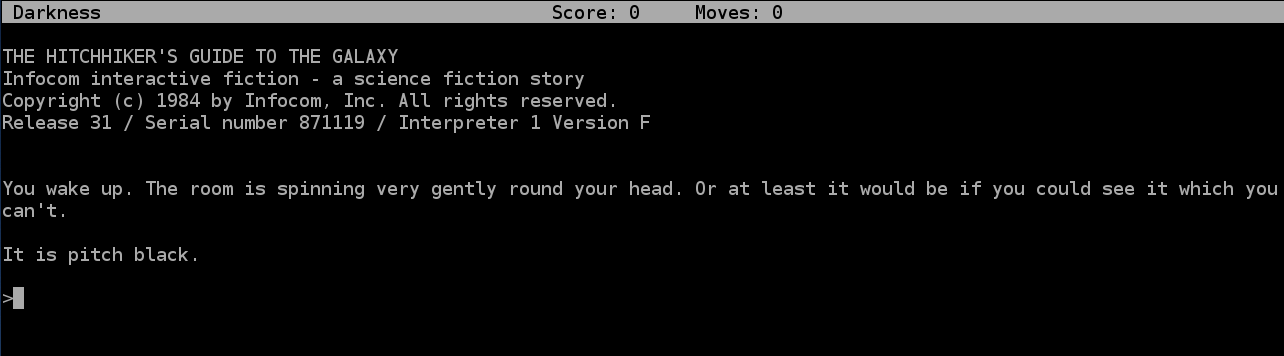 Darkness Score: 0 Moves: 0
THE HITCHHIKER'S GUIDE TO THE GALAXY
Infocom interactive fiction - a science fiction story
Copyright (c) 1984 by Infocom, Inc. All rights reserved.
Release 31 / Serial number 871119 / Interpreter 1 Version F
You wake up. The room is spinning very gently round your head. Or at least it would be if you could see it which you
can't.
It is pitch black.
>